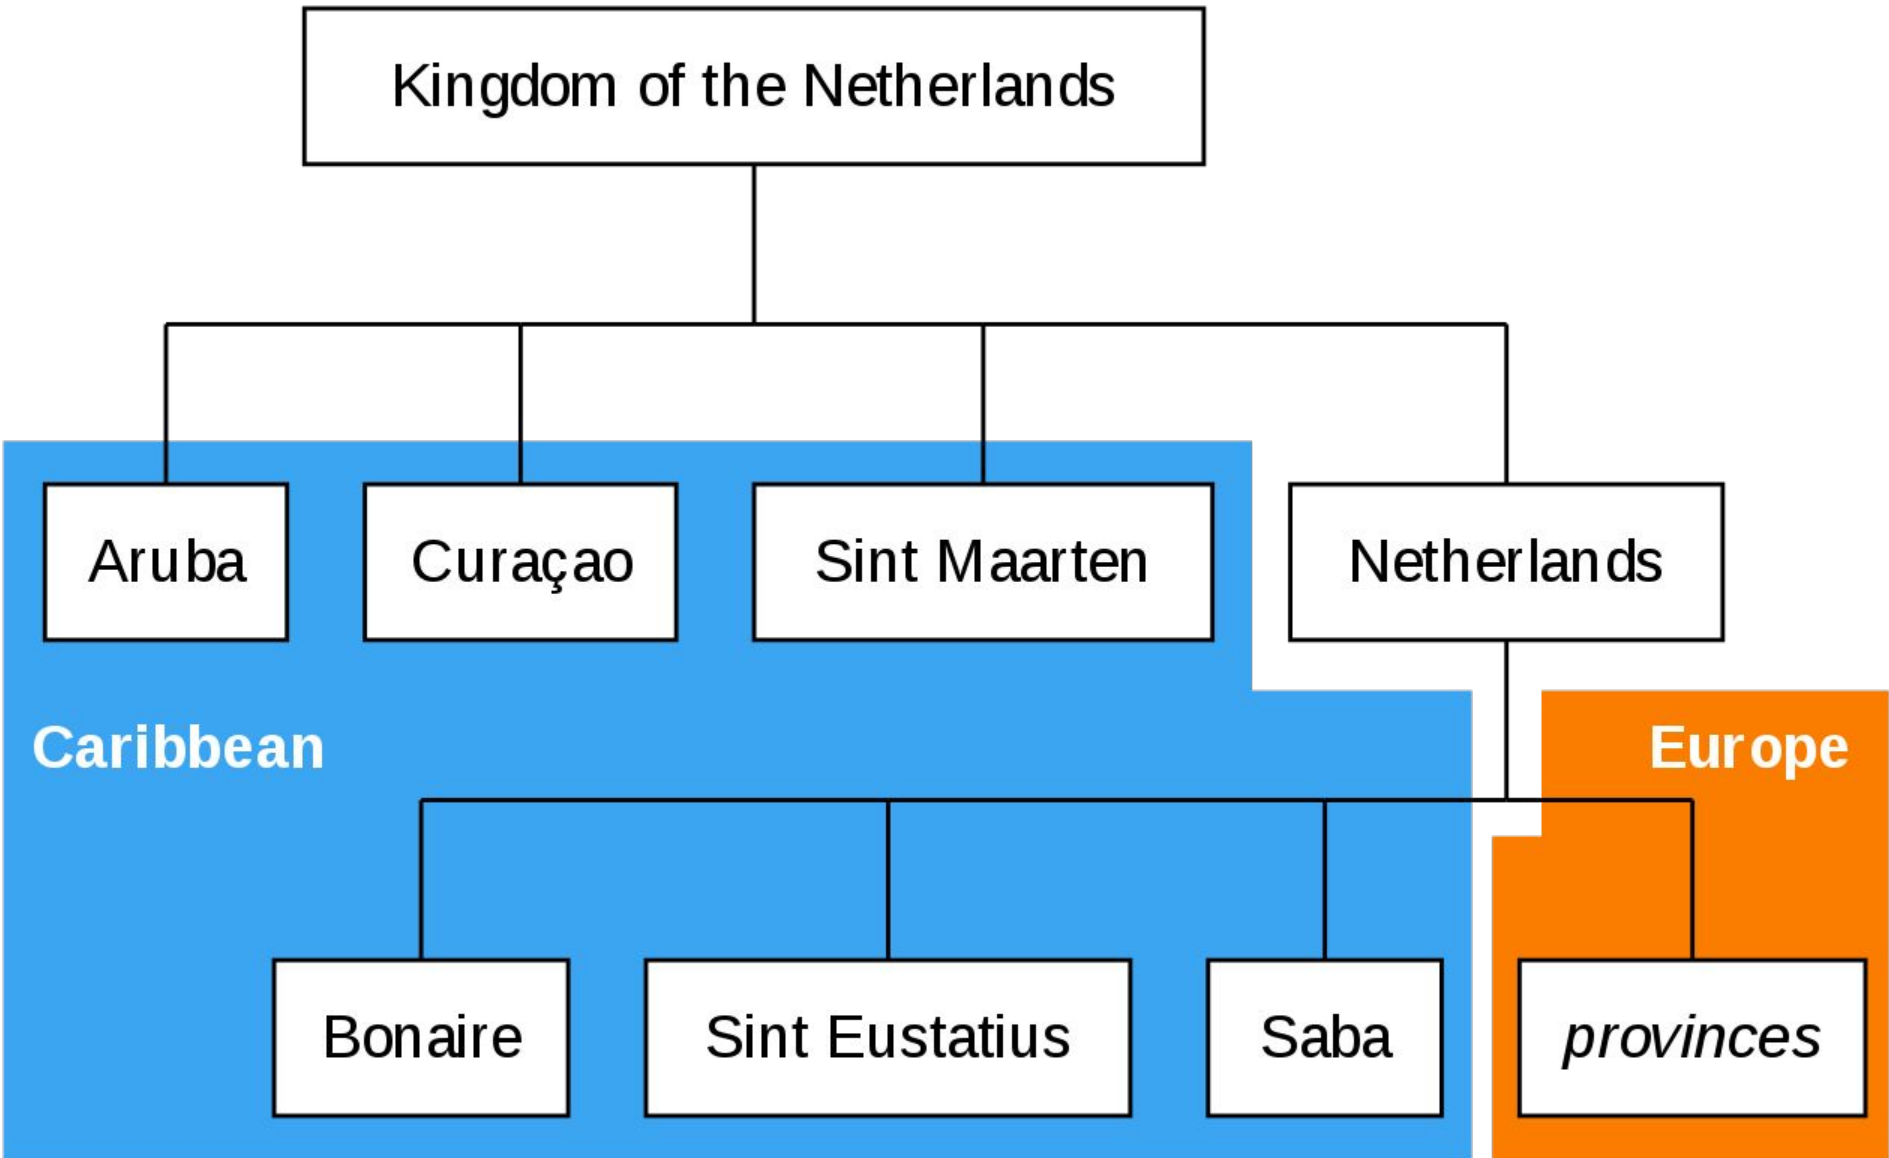 Kingdom of the Netherlands
Aruba
Curaçao
Sint Maarten
Netherlands
Caribbean
Europe
Bonaire
Sint Eustatius
Saba
provinces